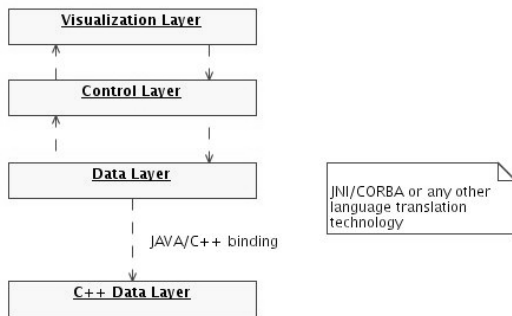 Visualization Layer
Control Layer
Data Layer
JNI/CORBA or any other
language translation
technology
JAVA/C++ binding
C++ Data Layer